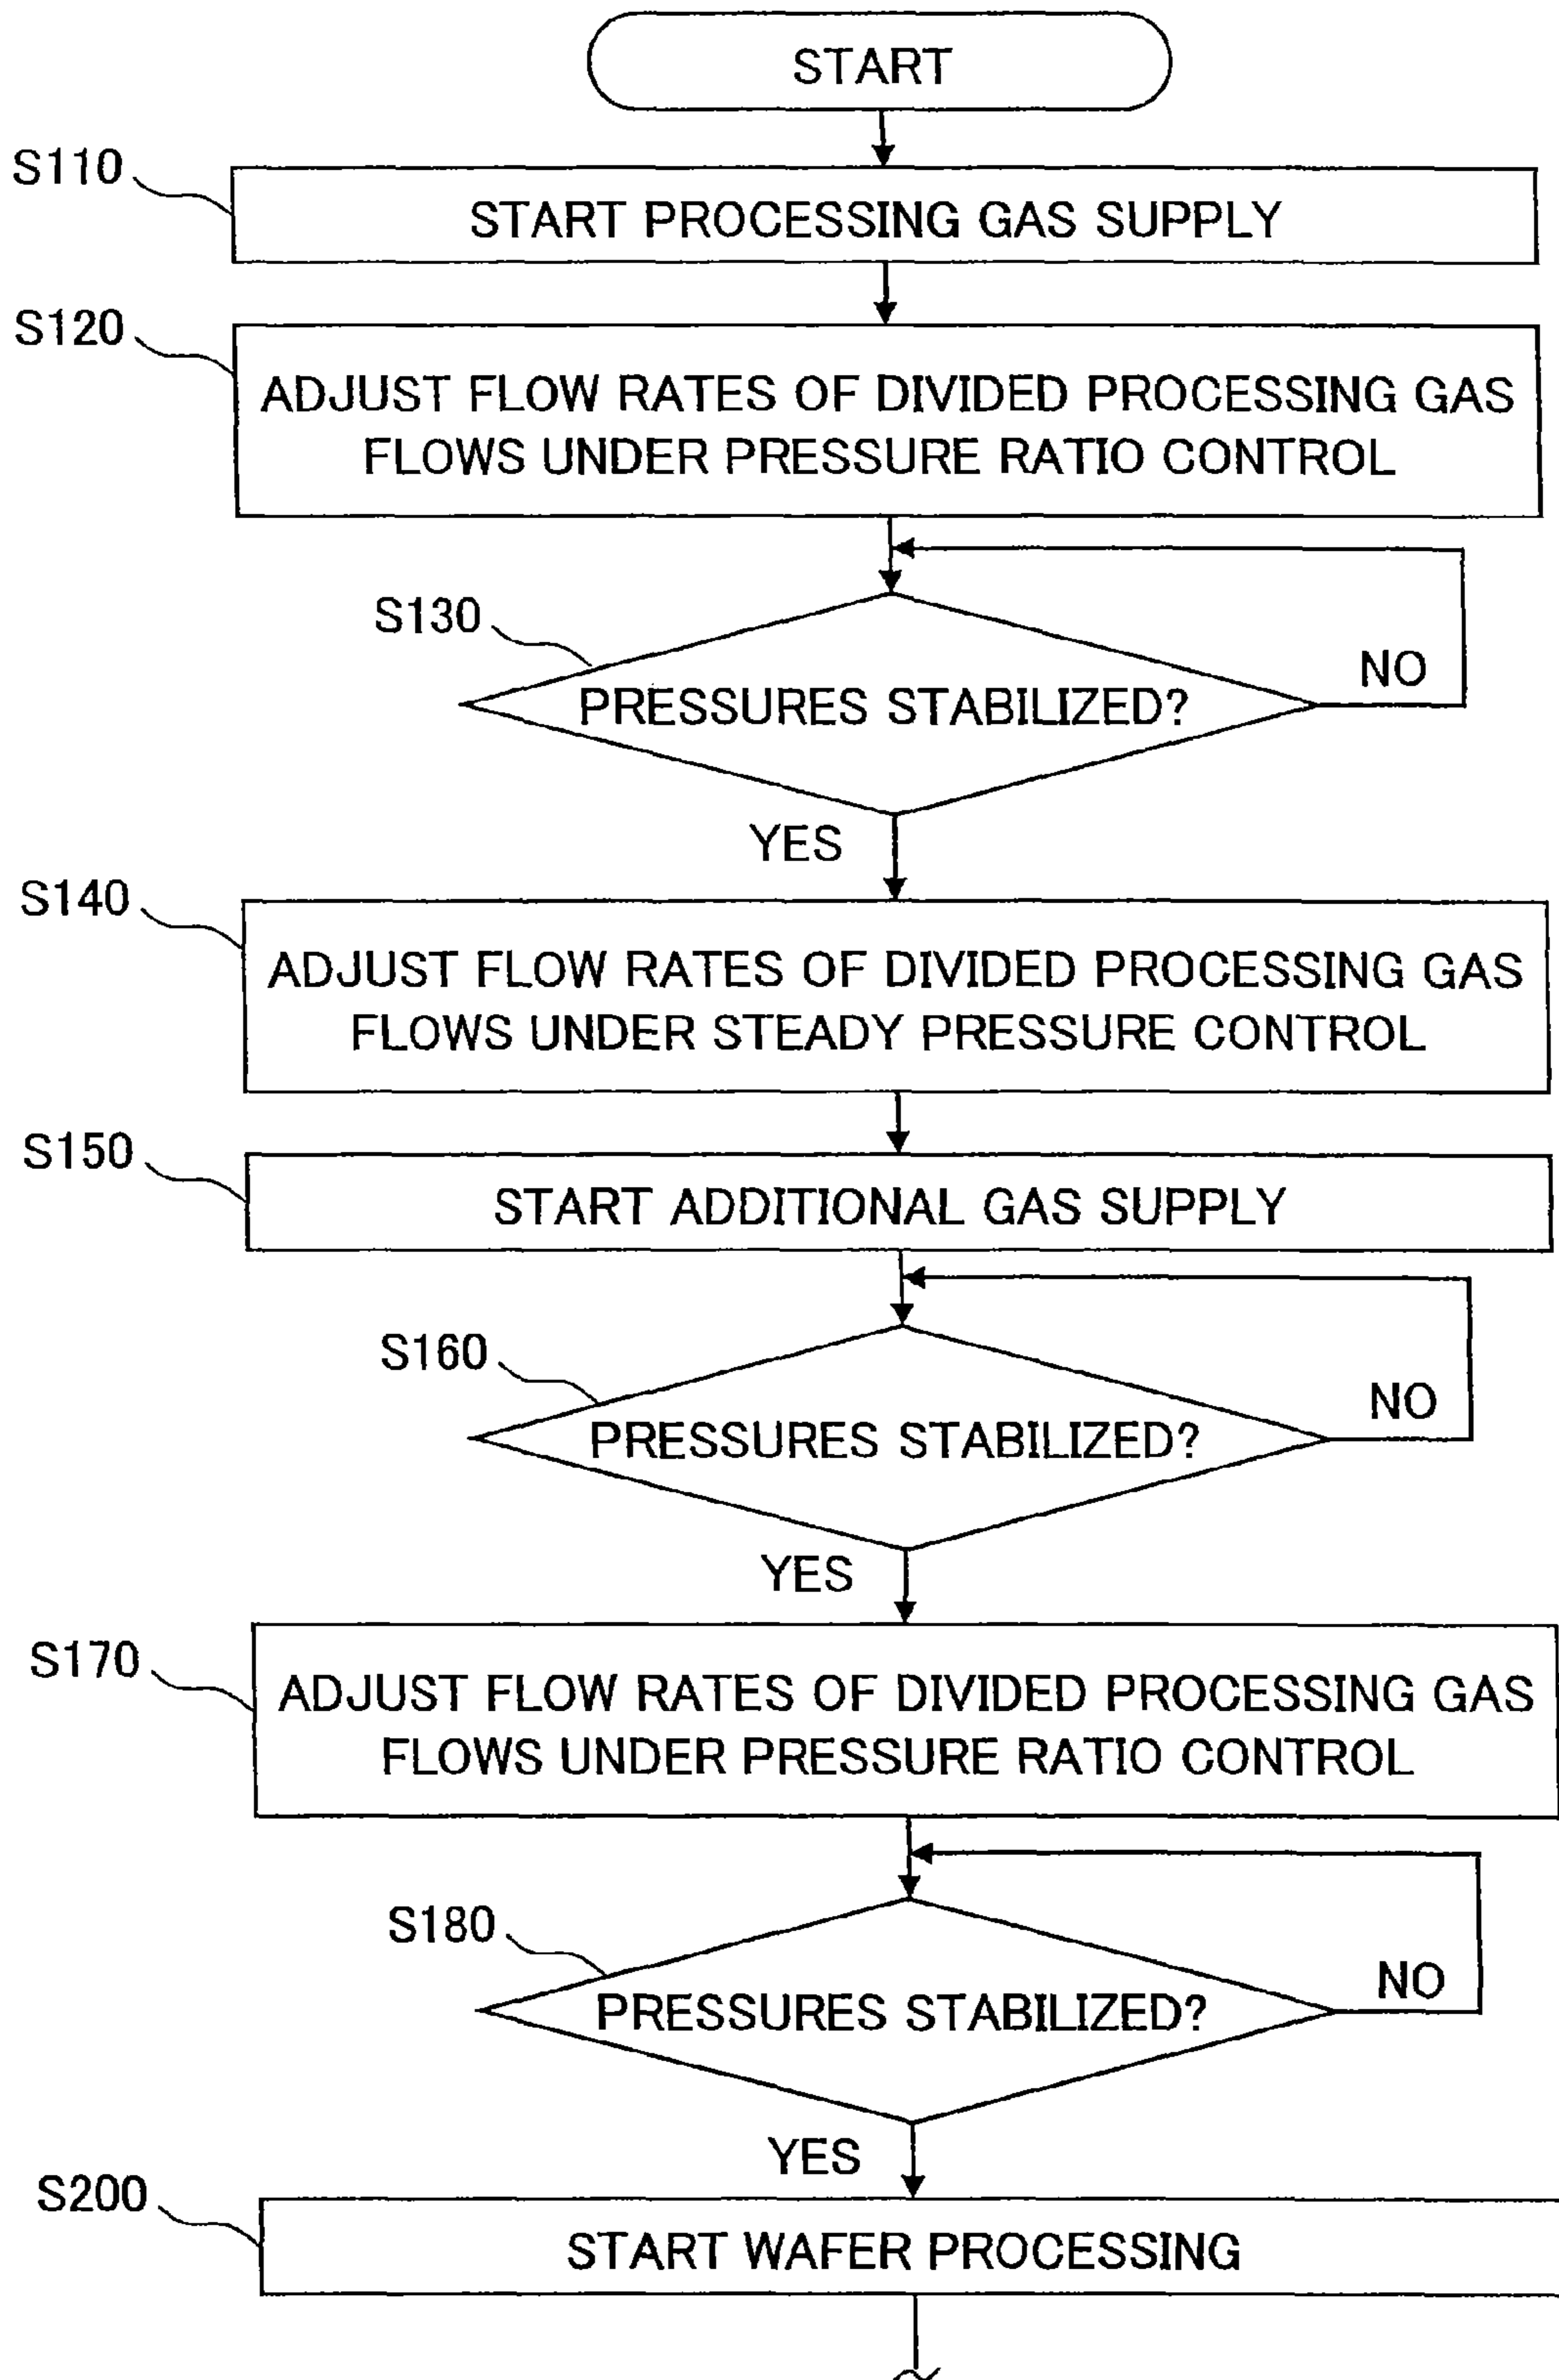 START
S110
START PROCESSING GAS SUPPLY
S120
ADJUST FLOW RATES OF DIVIDED PROCESSING GAS
FLOWS UNDER PRESSURE RATIO CONTROL
S130
PRESSURES STABILIZED?
NO
YES
S140
ADJUST FLOW RATES OF DIVIDED PROCESSING GAS
FLOWS UNDER STEADY PRESSURE CONTROL
S150
START ADDITIONAL GAS SUPPLY
S160
PRESSURES STABILIZED?
NO
YES
S170
ADJUST FLOW RATES OF DIVIDED PROCESSING GAS
FLOWS UNDER PRESSURE RATIO CONTROL
S180
PRESSURES STABILIZED?
NO
YES
S200
START WAFER PROCESSING